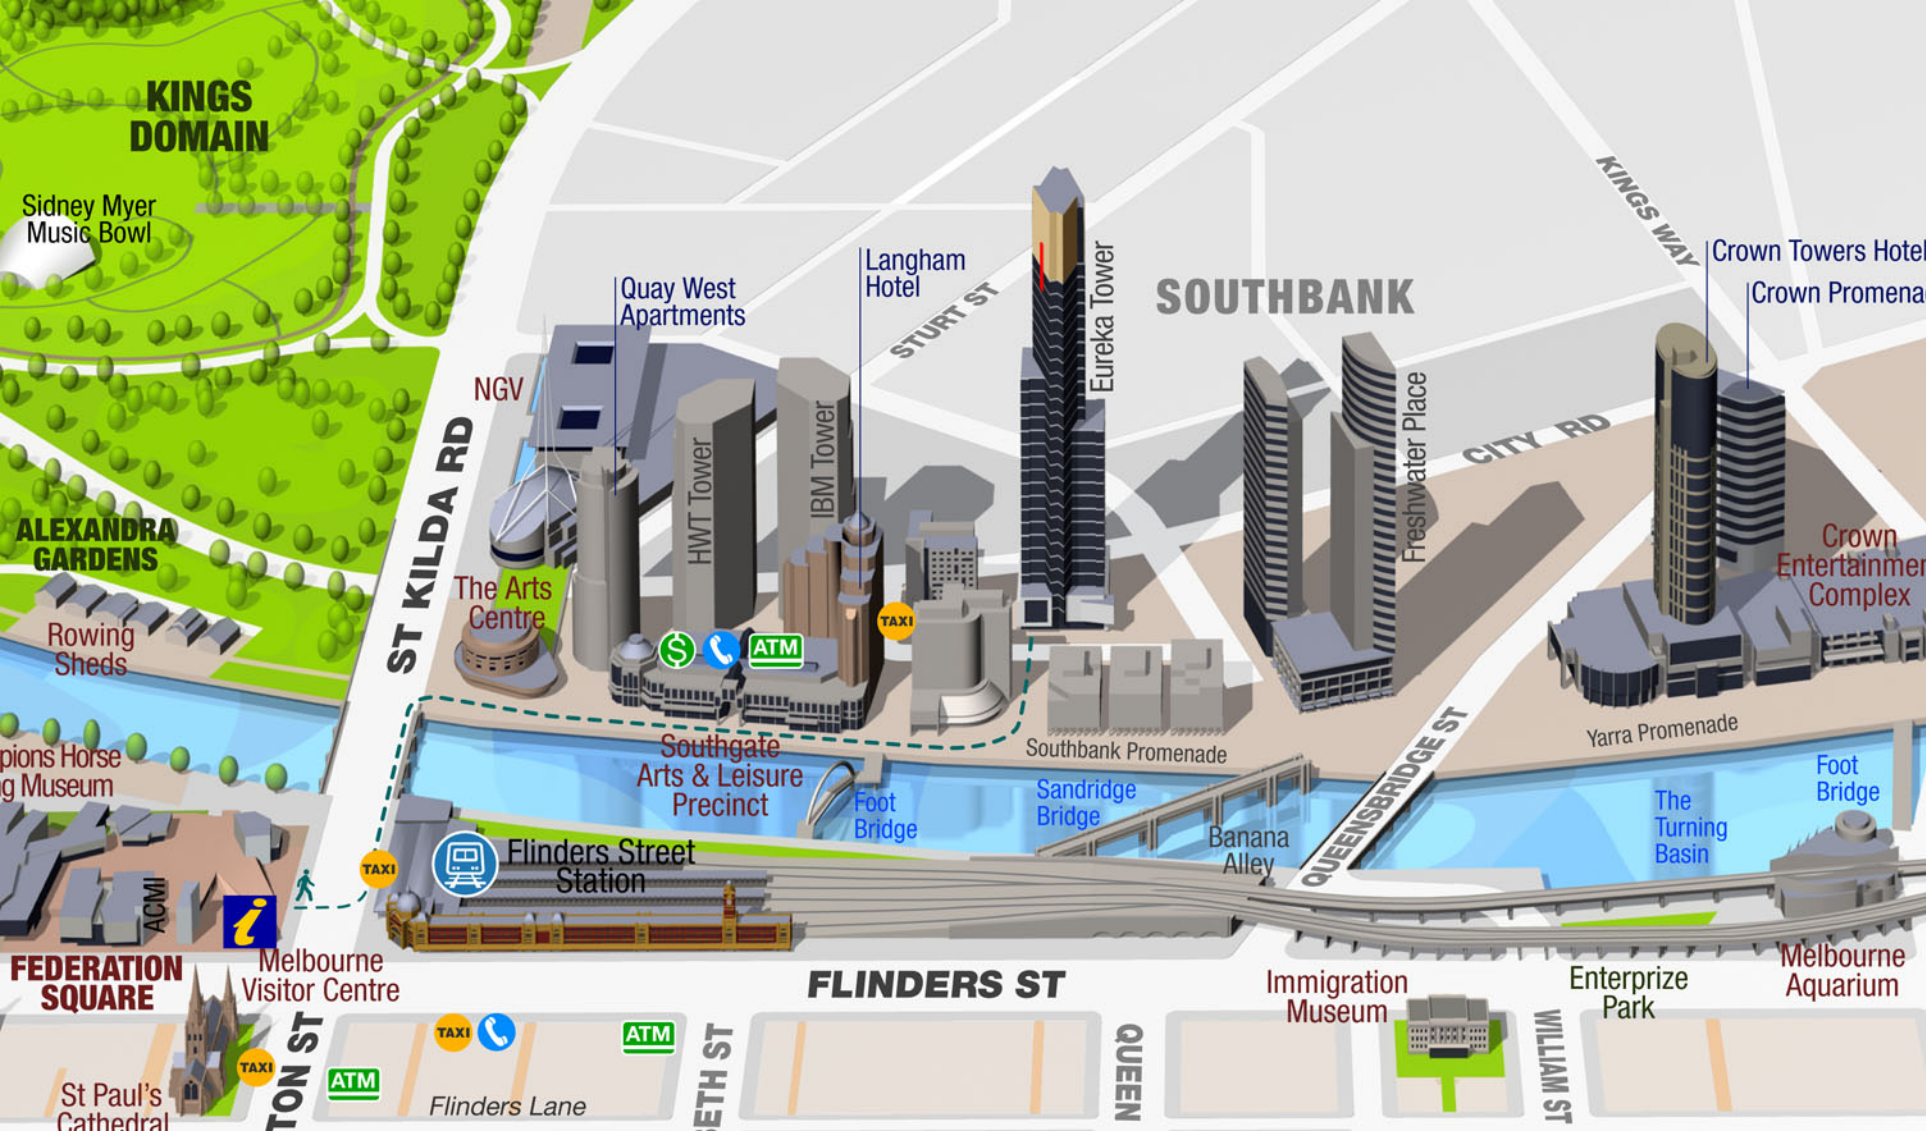 KINGS
DOMAIN
Sidney Myer
Music Bowl
KINGS WAY
Crown Towers Hotel
Crown Promena
Langham
Hotel
Quay West
Apartments
STURT ST
Eureka Tower
SOUTHBANK
NGV
ST KILDA RD
HWT Tower
IBM Tower
Freshwater Place
CITY RD
ALEXANDRA
GARDENS
Crown
Entertainmen
Complex
The Arts
Centre
TAXI
Rowing
Sheds
$
ATM
pions Horse
g Museum
Southgate
Arts & Leisure
Precinct
Southbank Promenade
Yarra Promenade
QUEENSBRIDGE ST
Foot
Bridge
Sandridge
Bridge
Foot
Bridge
The
Turning
Basin
Banana
Alley
TAXI
Flinders Street
Station
ACMI
i
FEDERATION
SQUARE
Melbourne
Visitor Centre
FLINDERS ST
Immigration
Museum
Enterprize
Park
Melbourne
Aquarium
TON ST
TAXI
ATM
SETH ST
QUEEN
WILLIAM ST
TAXI
ATM
St Paul's
Cathedral
Flinders Lane